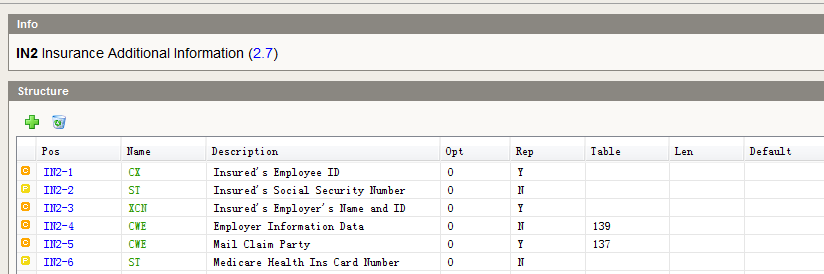 Info
IN2 Insurance Additional Information (2.7)
Structure
Pos Name Description Opt Rep Table Len Default
C IN2-1 CX Insured's Employee ID O Y
P IN2-2 ST Insured's Social Security Number O N
C IN2-3 XCN Insured's Employer's Name and ID O Y
C IN2-4 CWE Employer Information Data O N 139
C IN2-5 CWE Mail Claim Party O Y 137
P IN2-6 ST Medicare Health Ins Card Number O N